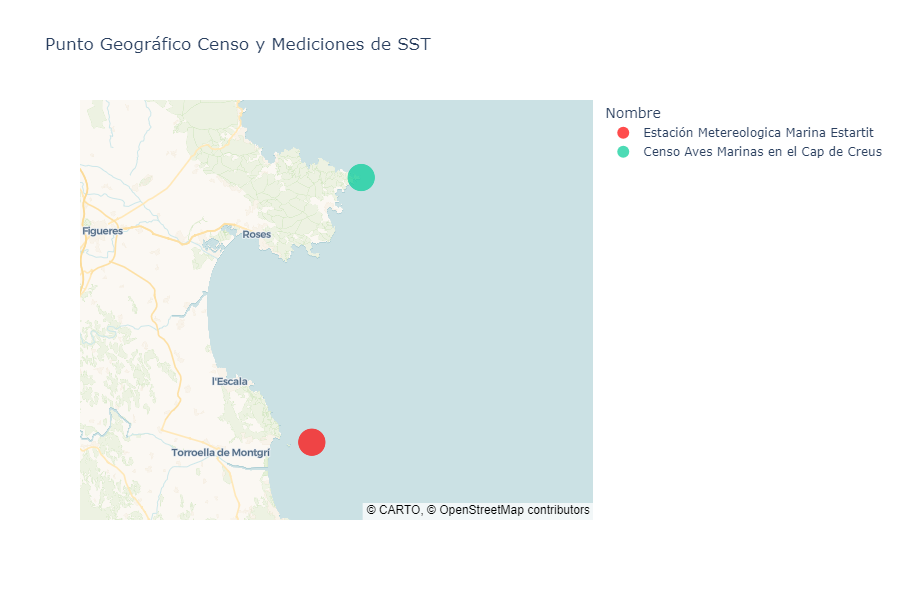 Punto Geográfico Censo y Mediciones de SST
Nombre
Estación Metereologica Marina Estartit
Censo Aves Marinas en el Cap de Creus
Figueres
Roses
l'Escala
Torroella de Montgrí
© CARTO, © OpenStreetMap contributors